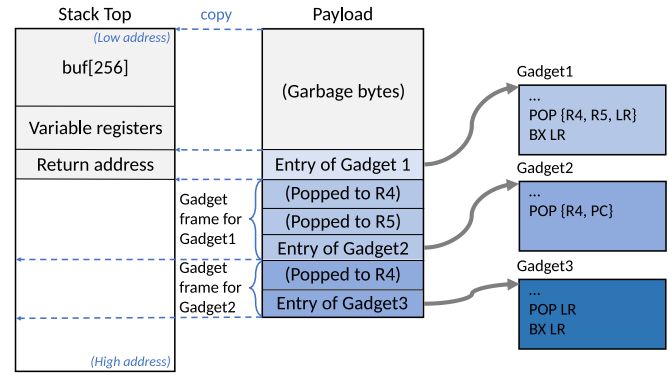 Stack Top
copy
Payload
(Low address)
buf[256]
Variable registers
Return address
(High address)
(Garbage bytes)
Entry of Gadget 1
(Popped to R4)
(Popped to R5)
Entry of Gadget2
(Popped to R4)
Entry of Gadget3
Gadget
frame for
Gadget1
Gadget
frame for
Gadget2
Gadget1
...
POP {R4, R5, LR}
BX LR
Gadget2
...
POP {R4, PC}
Gadget3
...
POP LR
BX LR